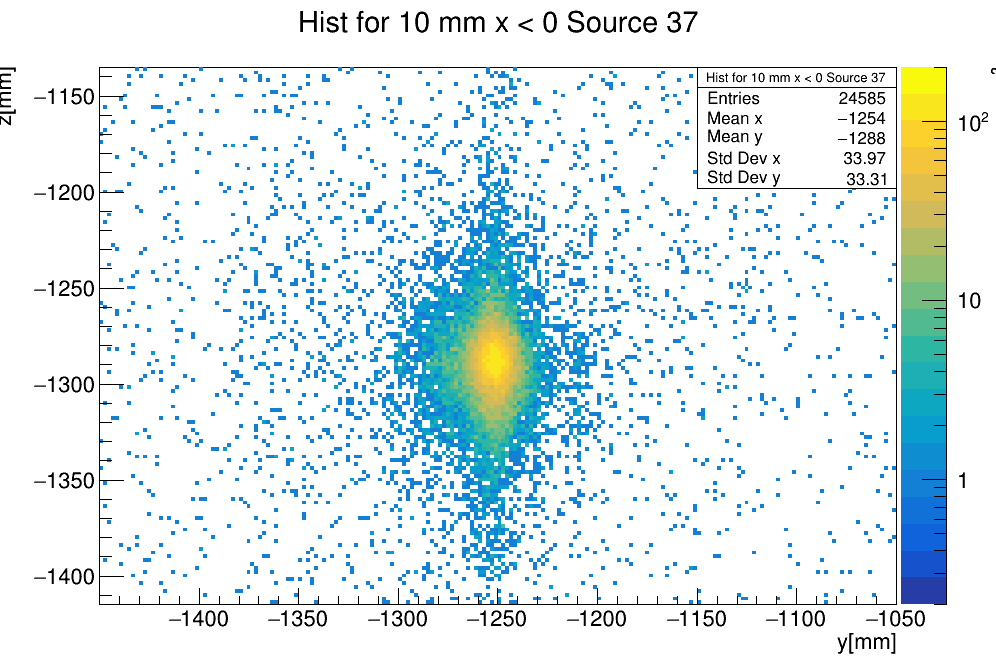 Hist for 10 mm x < 0 Source 37
z[mm]
−1150
−1200
−1250
−1300
−1350
−1400
Hist for 10 mm x < 0 Source 37
Entries 24585
Mean x −1254
Mean y −1288
Std Dev x 33.97
Std Dev y 33.31
10²
10
1
−1400 −1350 −1300 −1250 −1200 −1150 −1100 −1050
y[mm]